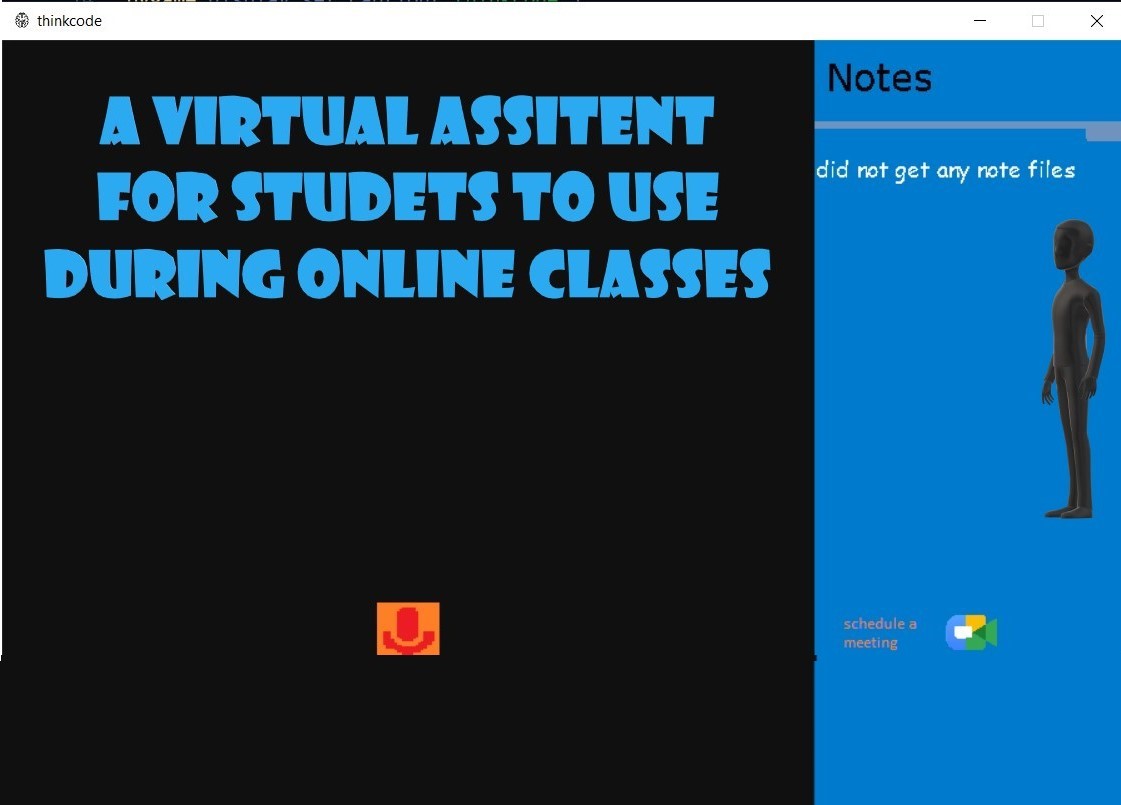 thinkcode
A VIRTUAL ASSITENT
FOR STUDETS TO USE
DURING ONLINE CLASSES
Notes
did not get any note files
schedule a
meeting